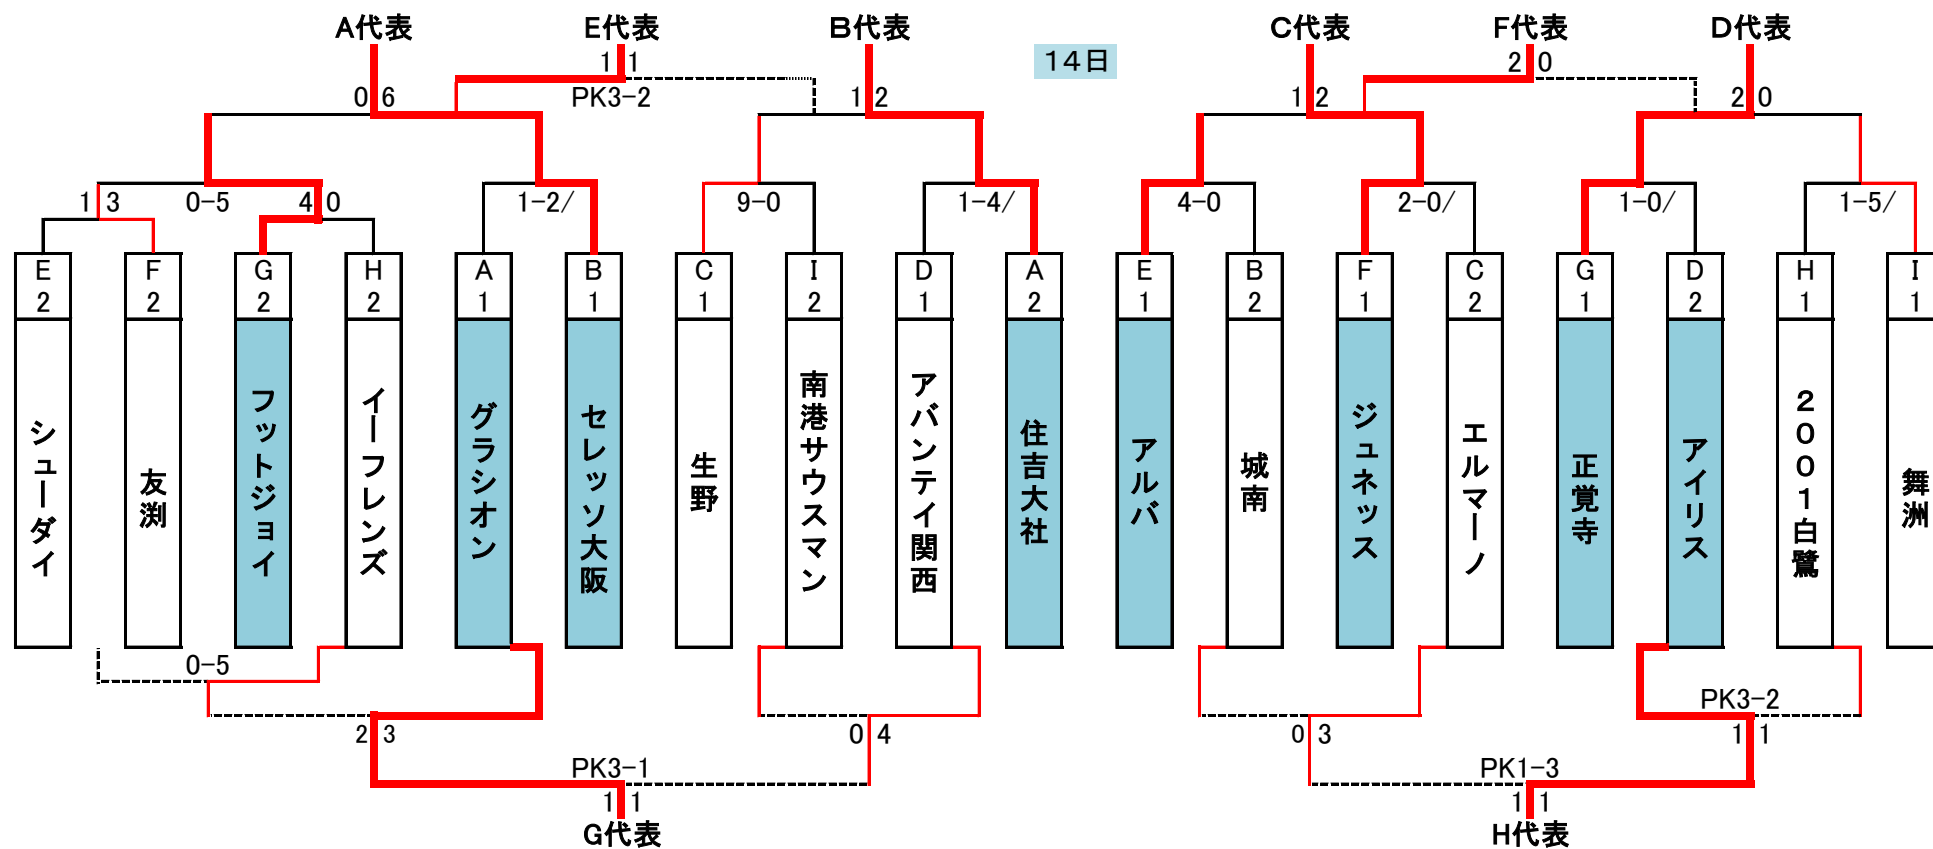 A代表 E代表 B代表 C代表 F代表 D代表
14日
1 1 2 0
PK3-2
0 6 1 2 1 2 2 0
1 3 0-5 4 0 1-2/ 9-0 1-4/ 4-0 2-0/ 1-0/ 1-5/
E F G H A B C I D A E B F C G D H I
2 2 2 2 1 1 1 2 1 2 1 2 1 2 1 2 1 1
シューダイ
友渕
フットジョイ
イーフレンズ
グラシオン
セレッソ大阪
生野
南港サウスマン
アバンテイ関西
住吉大社
アルバ
城南
ジュネッス
エルマーノ
正覚寺
アイリス
2001白鷺
舞洲
0-5
PK3-2
2 3 0 4 0 3 1 1
PK3-1 PK1-3
1 1 1 1
G代表 H代表